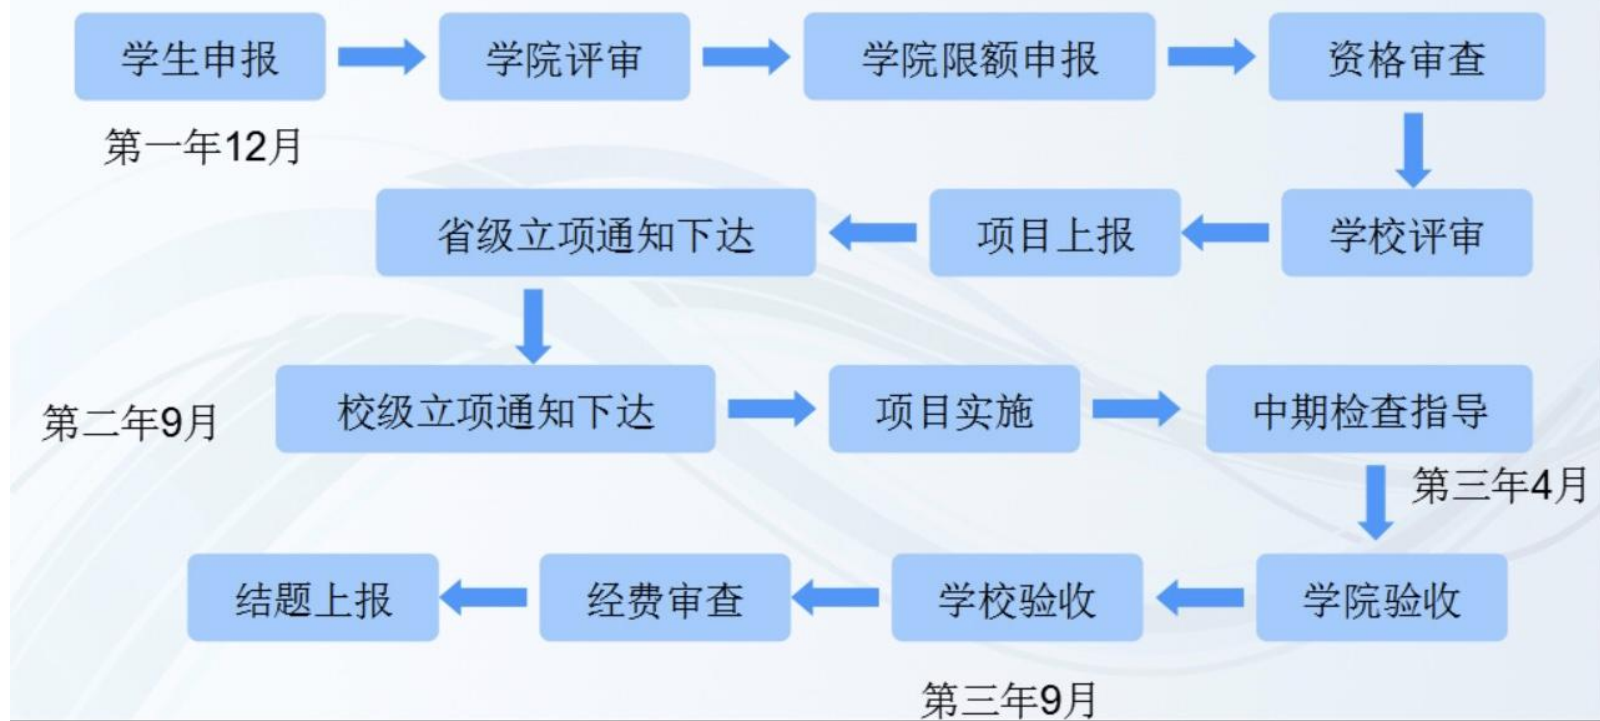 学生申报
学院评审
学院限额申报
资格审查
第一年12月
学校评审
项目上报
省级立项通知下达
第二年9月
校级立项通知下达
项目实施
中期检查指导
第三年4月
学院验收
学校验收
经费审查
结题上报
第三年9月